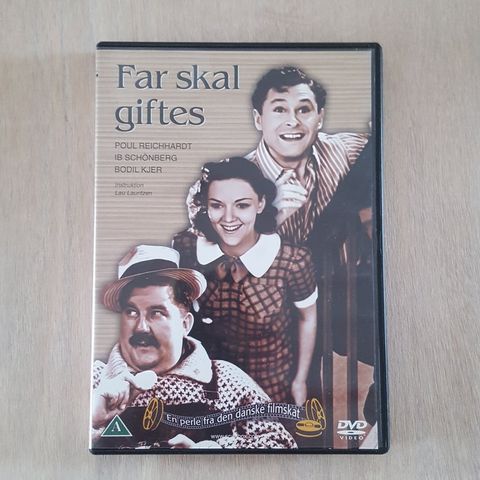 Far skal
giftes
POUL REICHHARDT
IB SCHÖNBERG
BODIL KJER
Instruktion
Lau Lauritzen
En perle fra den danske filmskat
A
DVD
VIDEO